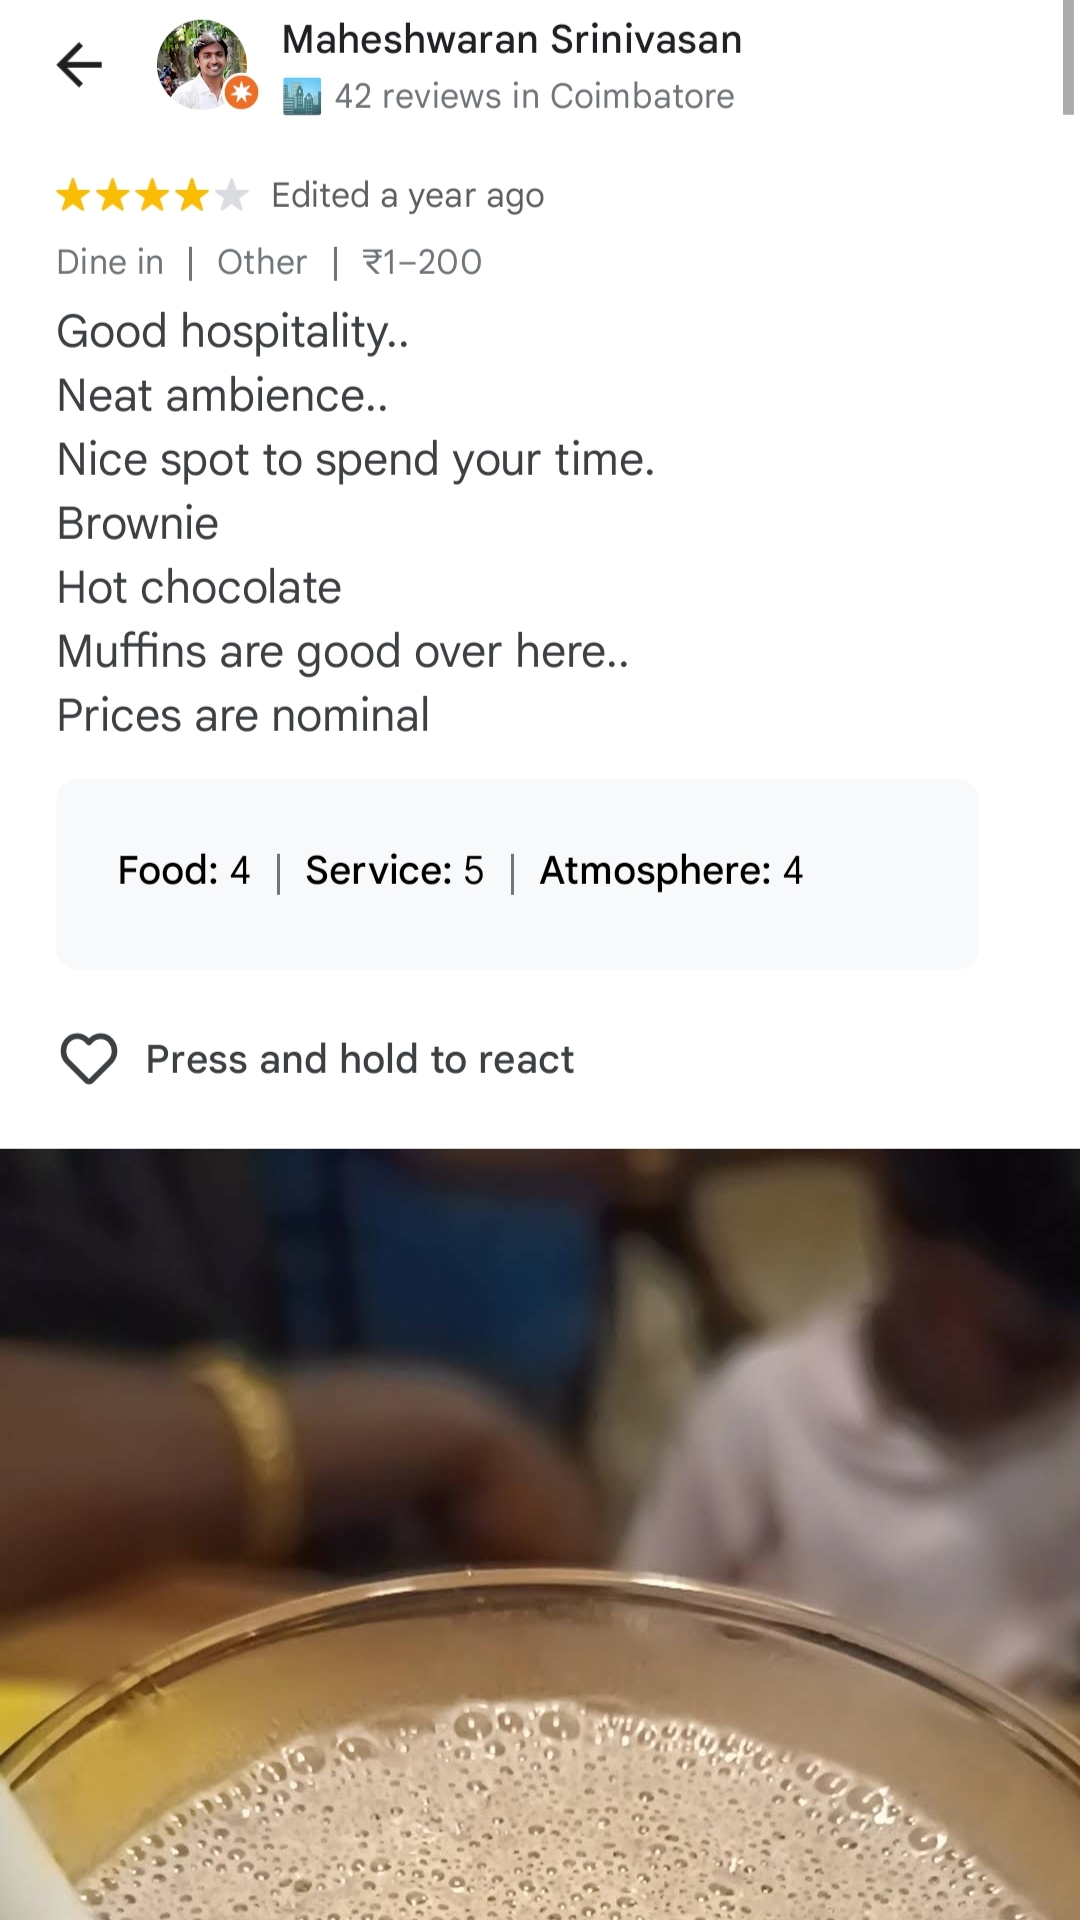 Maheshwaran Srinivasan
42 reviews in Coimbatore
Edited a year ago
Dine in | Other | ₹1–200
Good hospitality..
Neat ambience..
Nice spot to spend your time.
Brownie
Hot chocolate
Muffins are good over here..
Prices are nominal
Food: 4 | Service: 5 | Atmosphere: 4
Press and hold to react